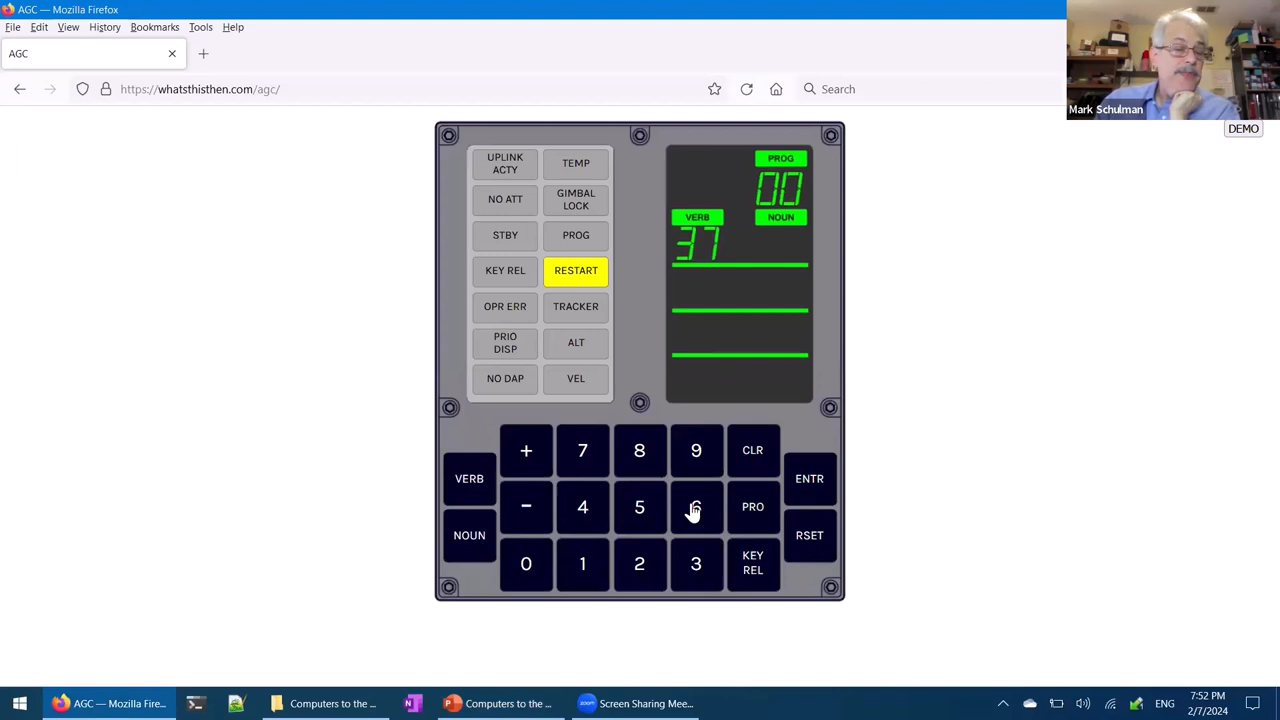 AGC — Mozilla Firefox
File Edit View History Bookmarks Tools Help
AGC
https://whatsthisthen.com/agc/
Search
Mark Schulman
DEMO
UPLINK ACTY
TEMP
NO ATT
GIMBAL LOCK
STBY
PROG
KEY REL
RESTART
OPR ERR
TRACKER
PRIO DISP
ALT
NO DAP
VEL
PROG
00
VERB
NOUN
37
+ 7 8 9 CLR
VERB
ENTR
- 4 5 6 PRO
NOUN
RSET
0 1 2 3 KEY REL
AGC — Mozilla Fire...
Computers to the ...
Computers to the ...
Screen Sharing Mee...
ENG
7:52 PM
2/7/2024